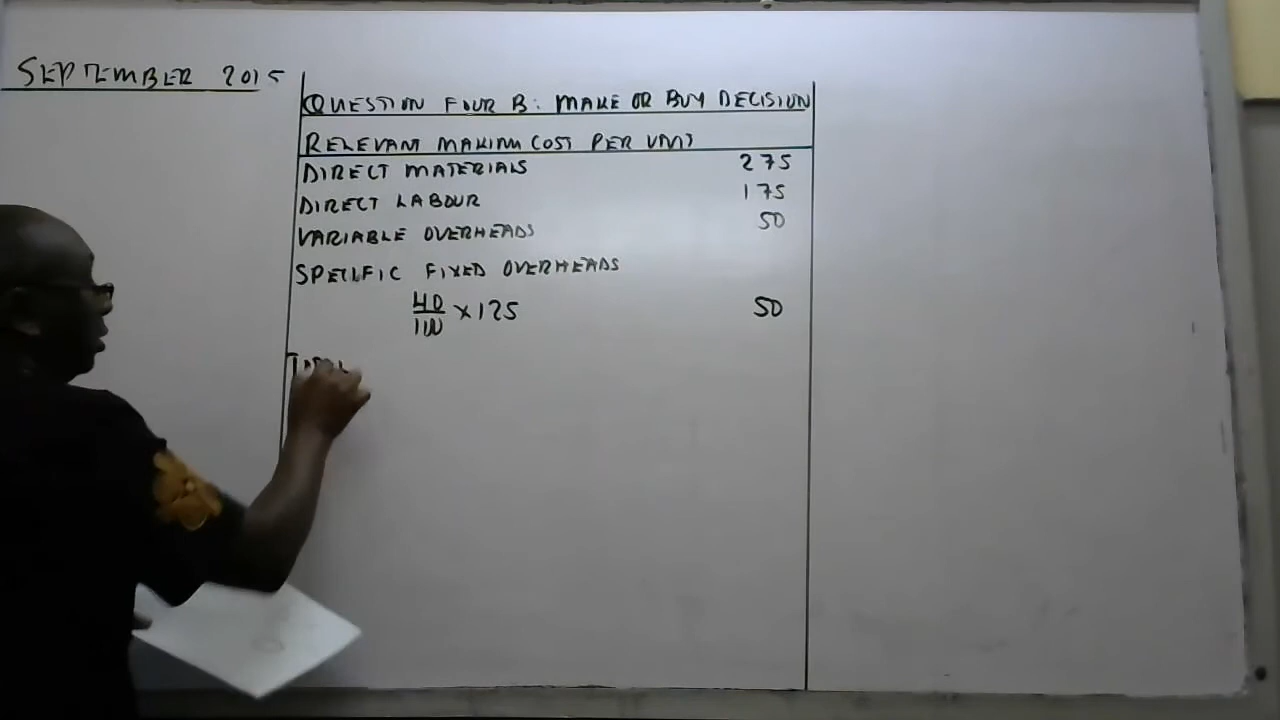 SEPTEMBER 2015
QUESTION FOUR B: MAKE OR BUY DECISION
RELEVANT MAKING COST PER UNIT
DIRECT MATERIALS 275
DIRECT LABOUR 175
VARIABLE OVERHEADS 50
SPECIFIC FIXED OVERHEADS
40/100 × 125 50